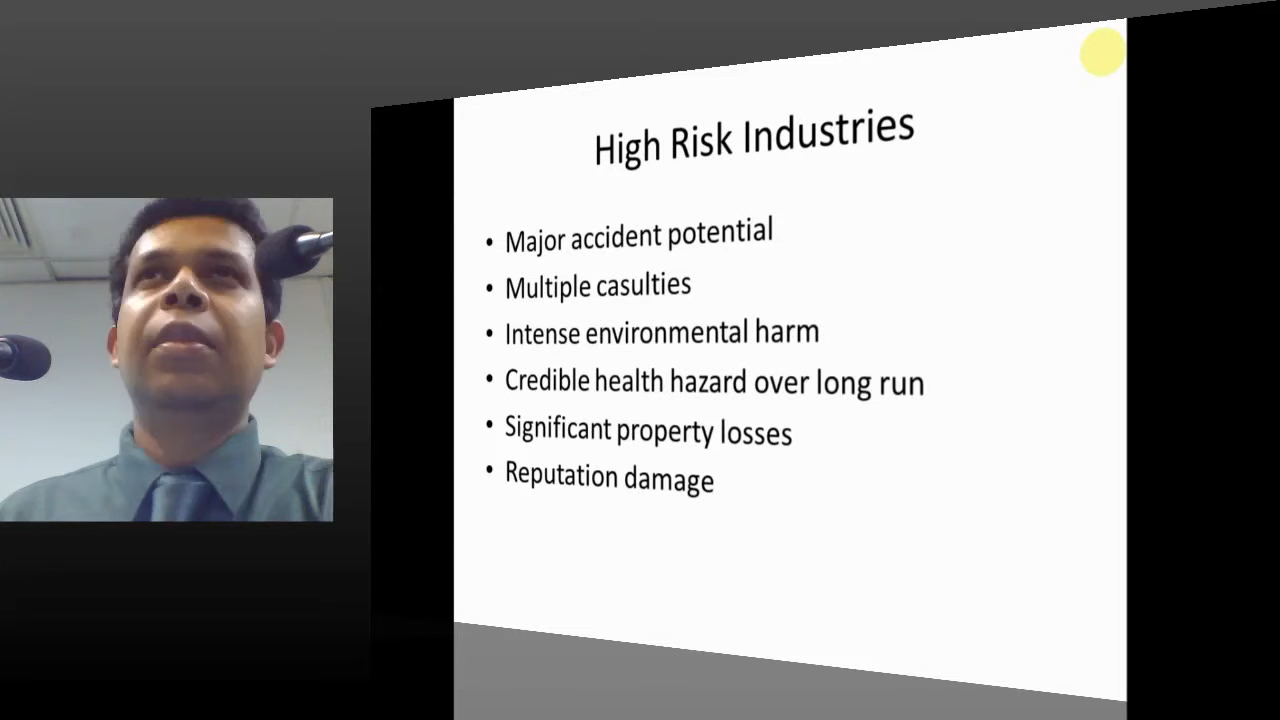 High Risk Industries
• Major accident potential
• Multiple casulties
• Intense environmental harm
• Credible health hazard over long run
• Significant property losses
• Reputation damage